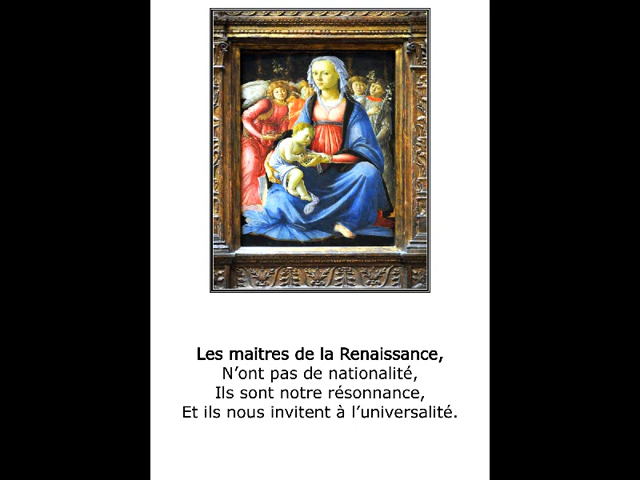 Les maitres de la Renaissance,
N’ont pas de nationalité,
Ils sont notre résonnance,
Et ils nous invitent à l’universalité.